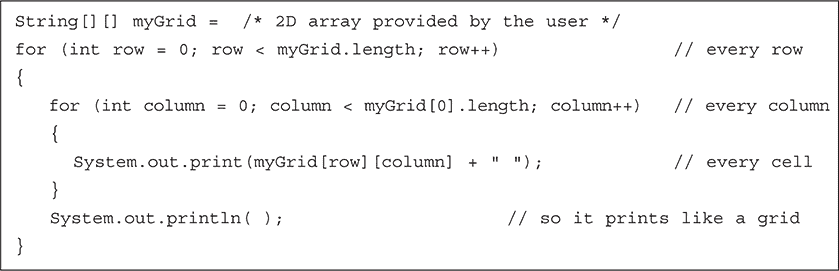 String[][] myGrid =  /* 2D array provided by the user */
for (int row = 0; row < myGrid.length; row++)                 // every row
{
   for (int column = 0; column < myGrid[0].length; column++)   // every column
   {
     System.out.print(myGrid[row][column] + " ");             // every cell
   }
   System.out.println( );                      // so it prints like a grid
}